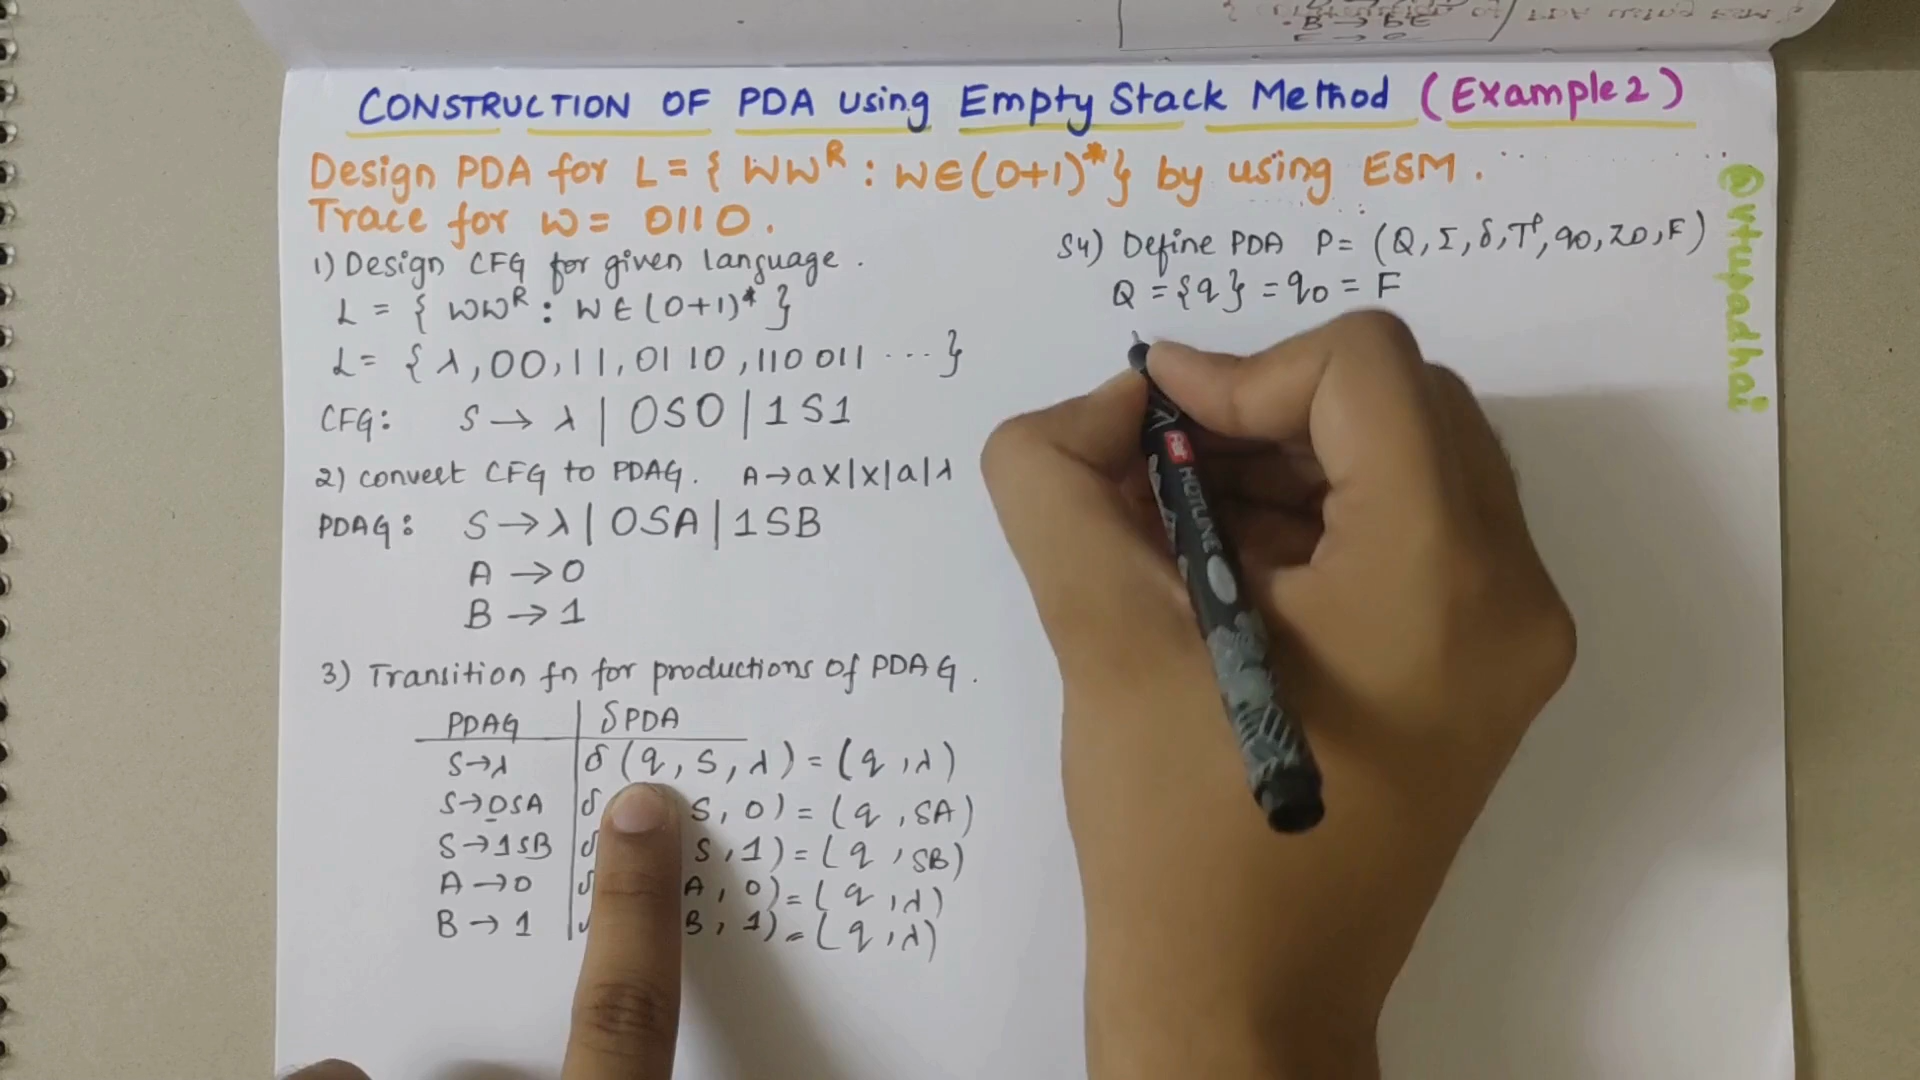 B → bE
E → e
CONSTRUCTION OF PDA Using Empty Stack Method (Example 2)
Design PDA for L = { WW^R : W∈(0+1)* } by using ESM.
Trace for W = 0110.
1) Design CFG for given language.
L = { WW^R : W∈(0+1)* }
L = { λ, 00, 11, 0110, 110011 ... }
CFG: S → λ | 0S0 | 1S1
2) convert CFG to PDAG. A → aX|X|a|λ
PDAG: S → λ | 0SA | 1SB
A → 0
B → 1
3) Transition fn for productions of PDAG.
PDAG | δPDA
S→λ | δ(q, S, λ) = (q, λ)
S→0SA | δ S, 0) = (q, SA)
S→1SB | δ S, 1) = (q, SB)
A→0 | δ A, 0) = (q, λ)
B→1 | B, 1) = (q, λ)
S4) Define PDA P = (Q, Σ, δ, Γ, q0, z0, F)
Q = {q} = q0 = F
@vtupadhai
HOTLINE